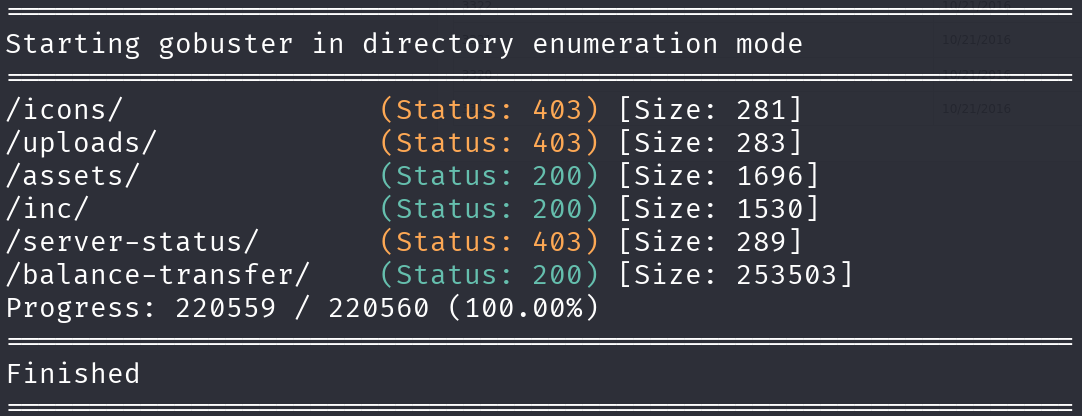 Starting gobuster in directory enumeration mode
/icons/ (Status: 403) [Size: 281]
/uploads/ (Status: 403) [Size: 283]
/assets/ (Status: 200) [Size: 1696]
/inc/ (Status: 200) [Size: 1530]
/server-status/ (Status: 403) [Size: 289]
/balance-transfer/ (Status: 200) [Size: 253503]
Progress: 220559 / 220560 (100.00%)
Finished